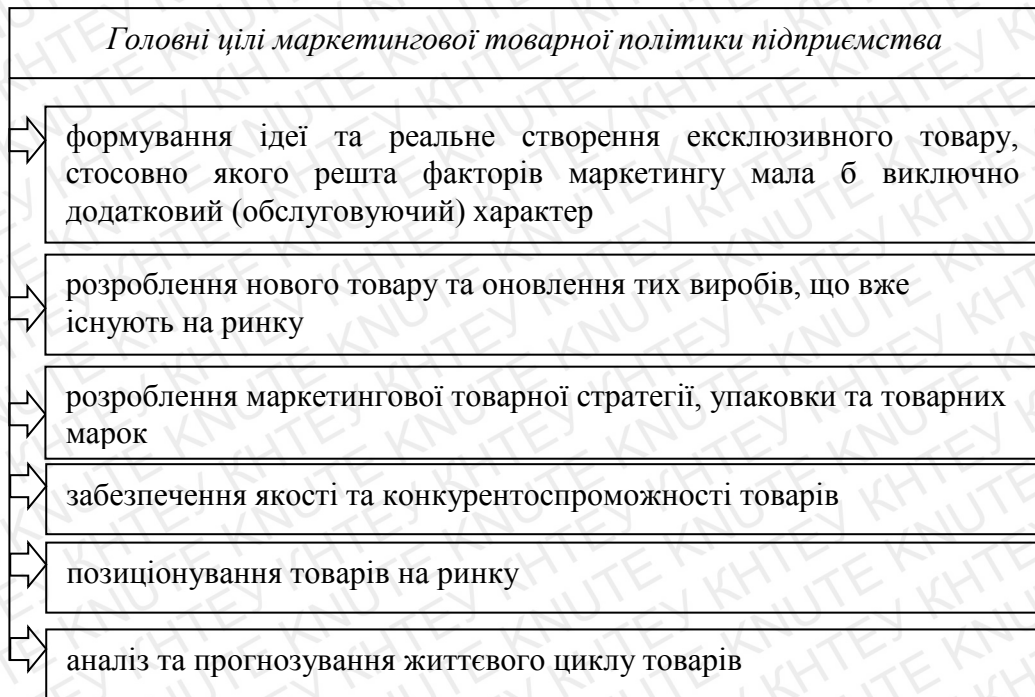 Головні цілі маркетингової товарної політики підприємства
формування ідеї та реальне створення ексклюзивного товару,
стосовно якого решта факторів маркетингу мала б виключно
додатковий (обслуговуючий) характер
розроблення нового товару та оновлення тих виробів, що вже
існують на ринку
розроблення маркетингової товарної стратегії, упаковки та товарних
марок
забезпечення якості та конкурентоспроможності товарів
позиціонування товарів на ринку
аналіз та прогнозування життєвого циклу товарів